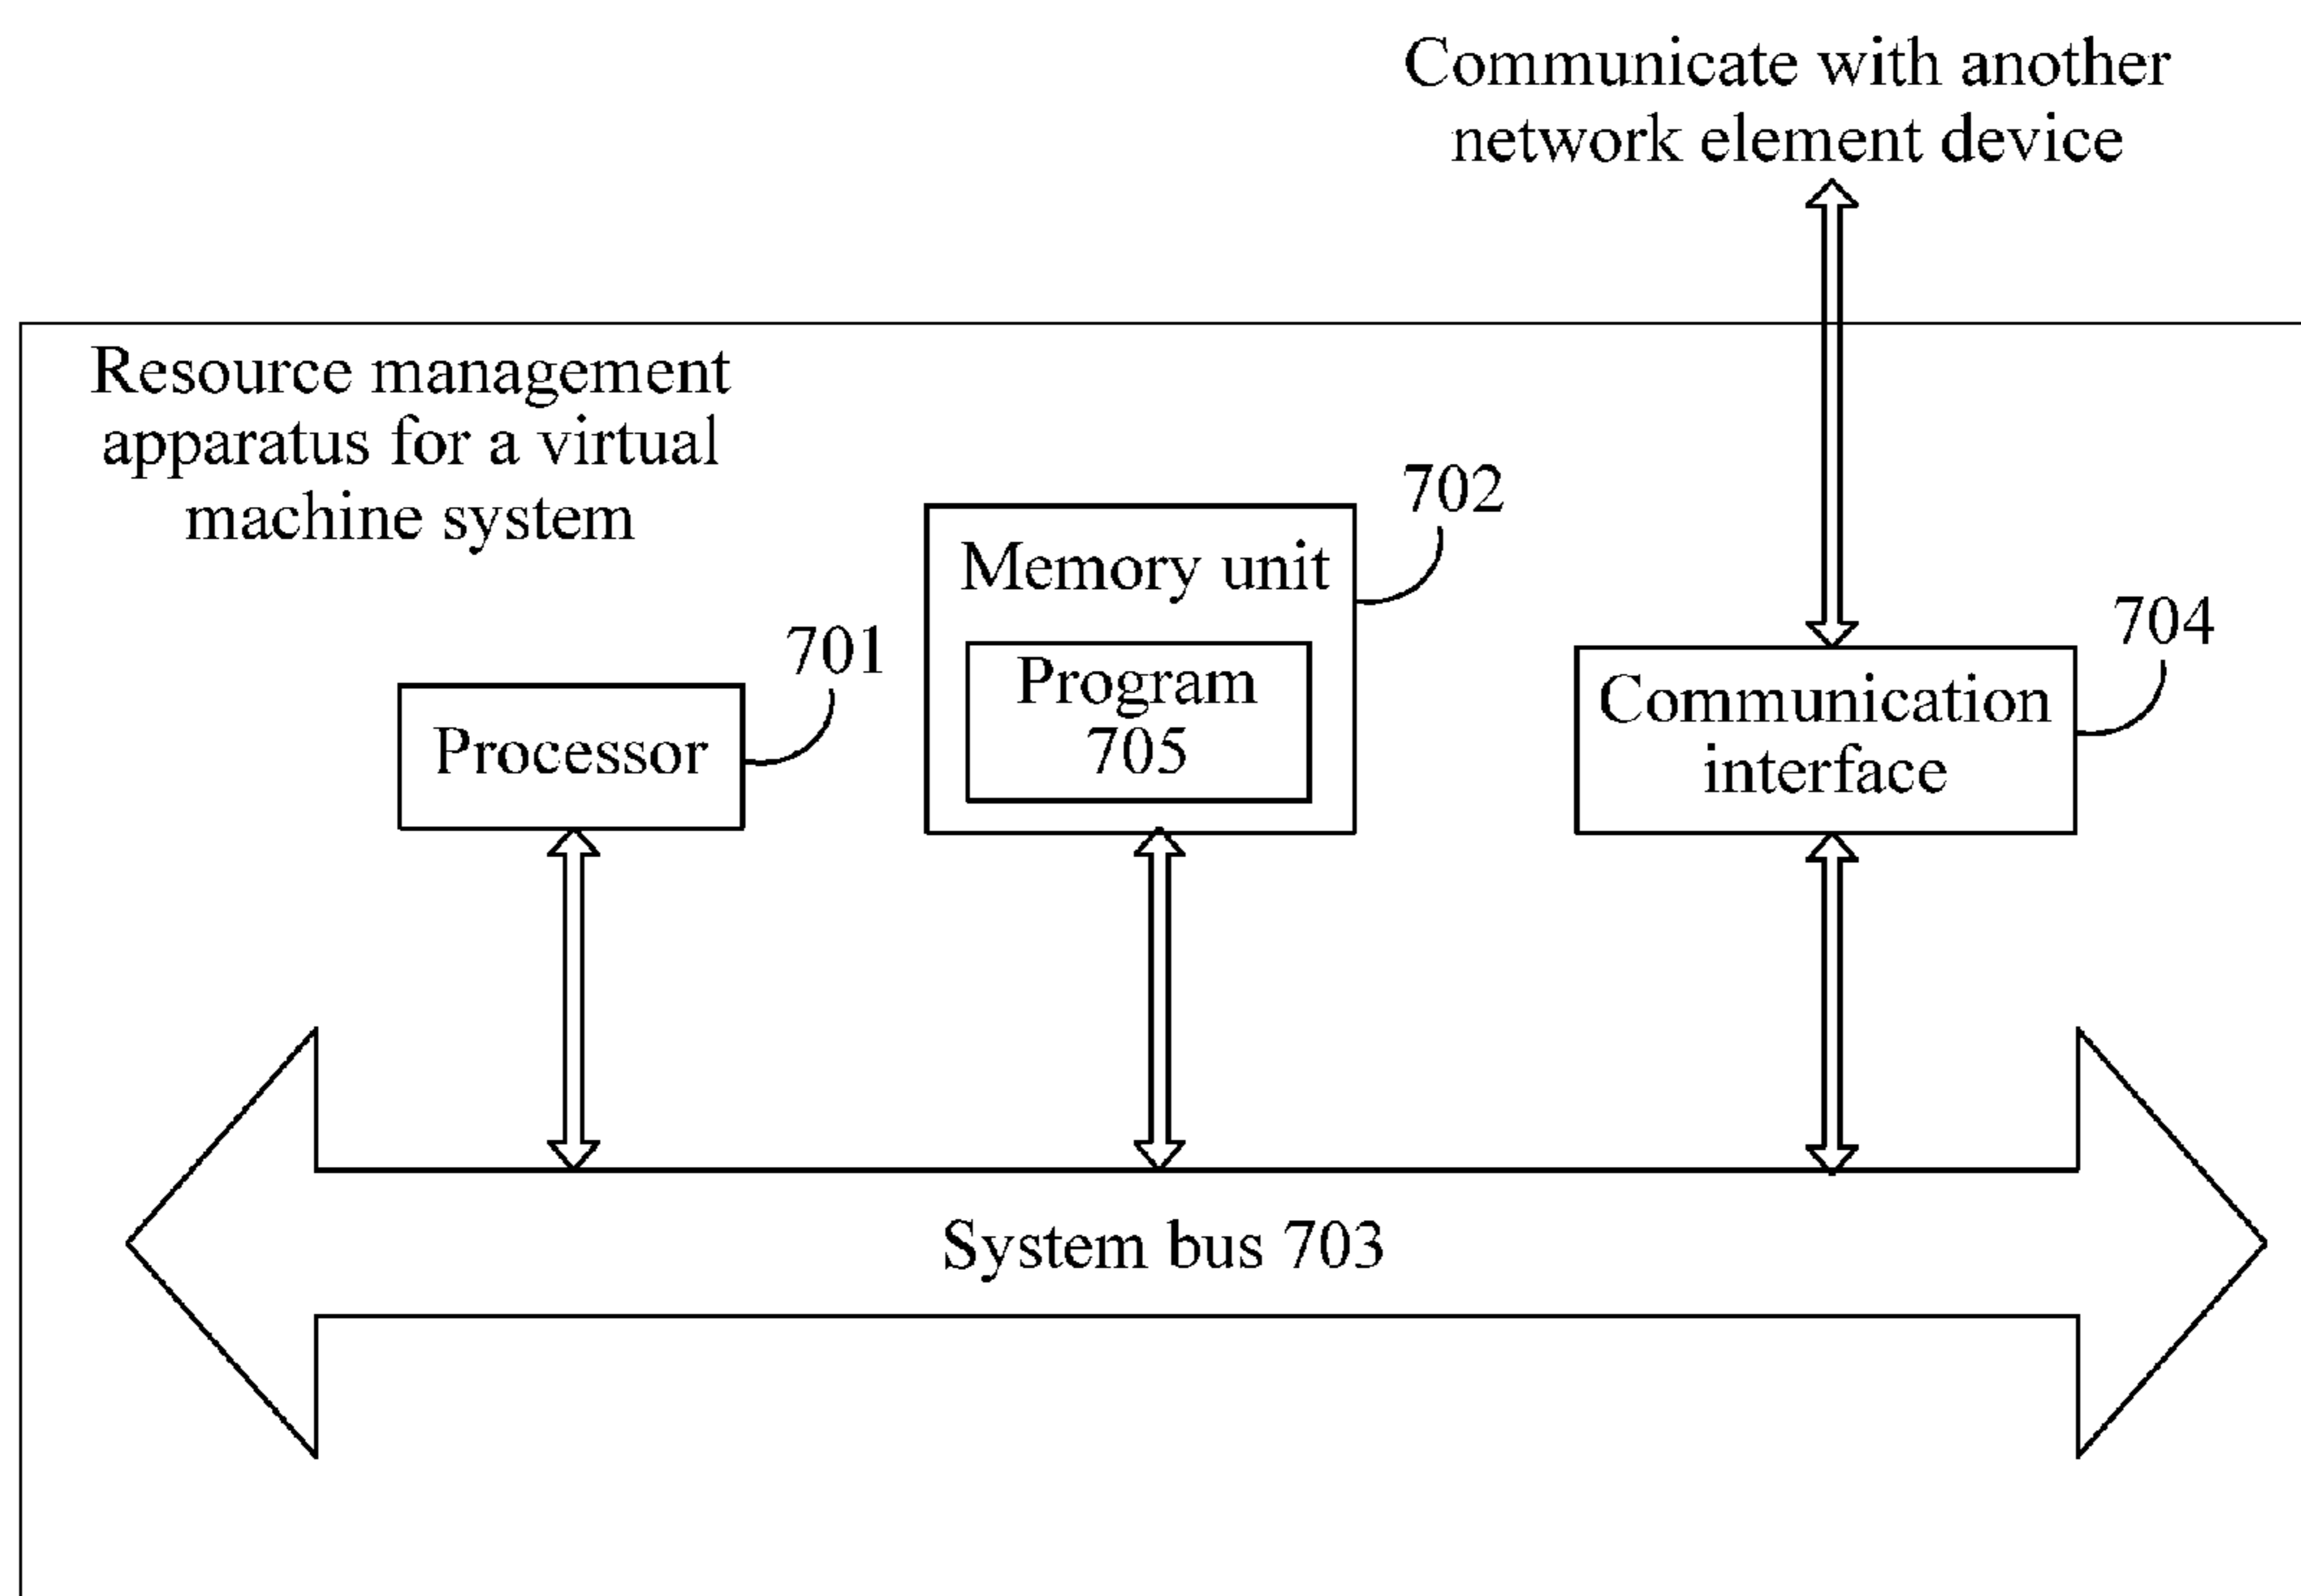 Communicate with another
network element device
Resource management
apparatus for a virtual
machine system
702
Memory unit
704
701
Program
705
Communication
interface
Processor
System bus 703